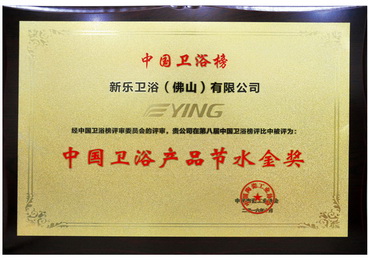 中国卫浴榜
新乐卫浴（佛山）有限公司
EYING
经中国卫浴榜评审委员会的评审，贵公司在第八届中国卫浴榜评比中被评为：
中国卫浴产品节水金奖